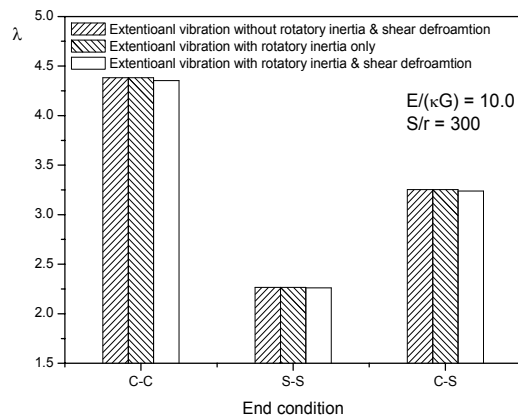 λ
5.0
4.5
4.0
3.5
3.0
2.5
2.0
1.5
Extentioanl vibration without rotatory inertia & shear defroamtion
Extentioanl vibration with rotatory inertia only
Extentioanl vibration with rotatory inertia & shear defroamtion
E/(κG) = 10.0
S/r = 300
C-C
S-S
C-S
End condition